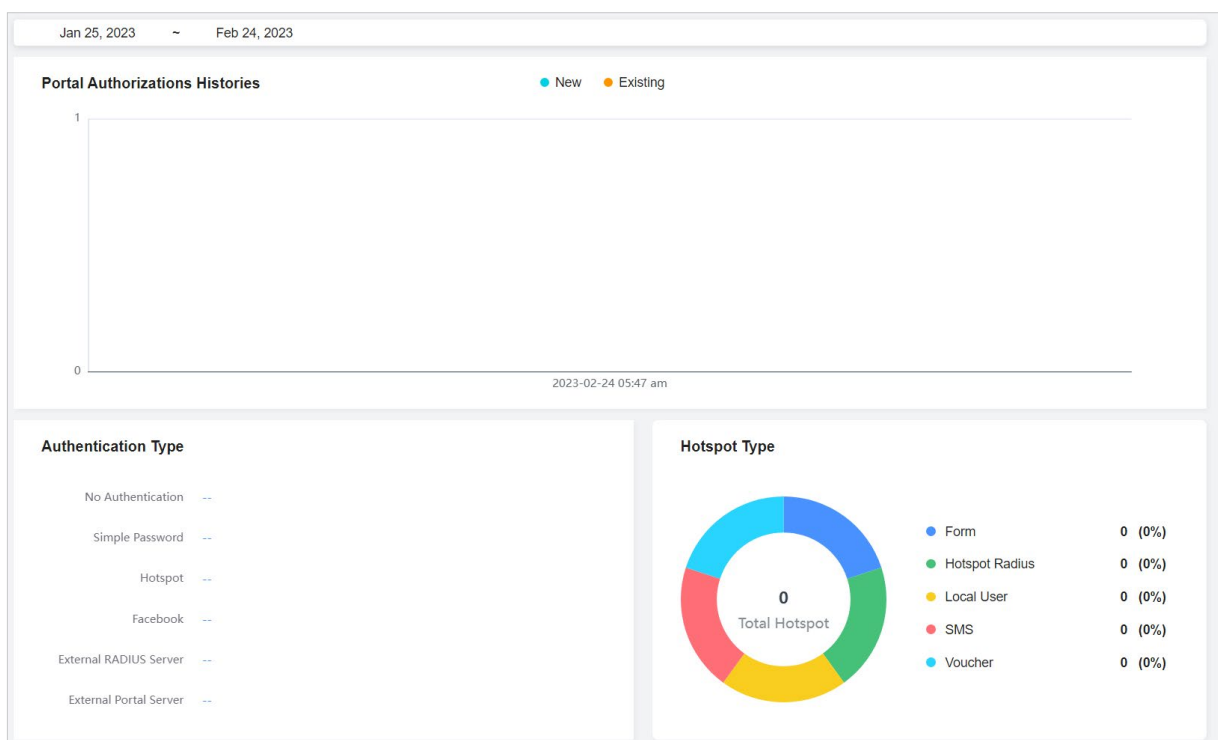 Jan 25, 2023 ~ Feb 24, 2023
Portal Authorizations Histories
New Existing
1
0
2023-02-24 05:47 am
Authentication Type
No Authentication --
Simple Password --
Hotspot --
Facebook --
External RADIUS Server --
External Portal Server --
Hotspot Type
0
Total Hotspot
Form 0 (0%)
Hotspot Radius 0 (0%)
Local User 0 (0%)
SMS 0 (0%)
Voucher 0 (0%)